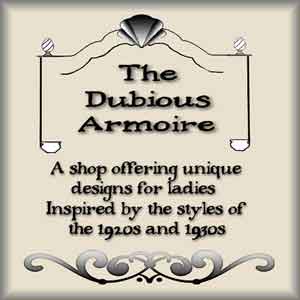 The
Dubious
Armoire
A shop offering unique
designs for ladies
Inspired by the styles of
the 1920s and 1930s